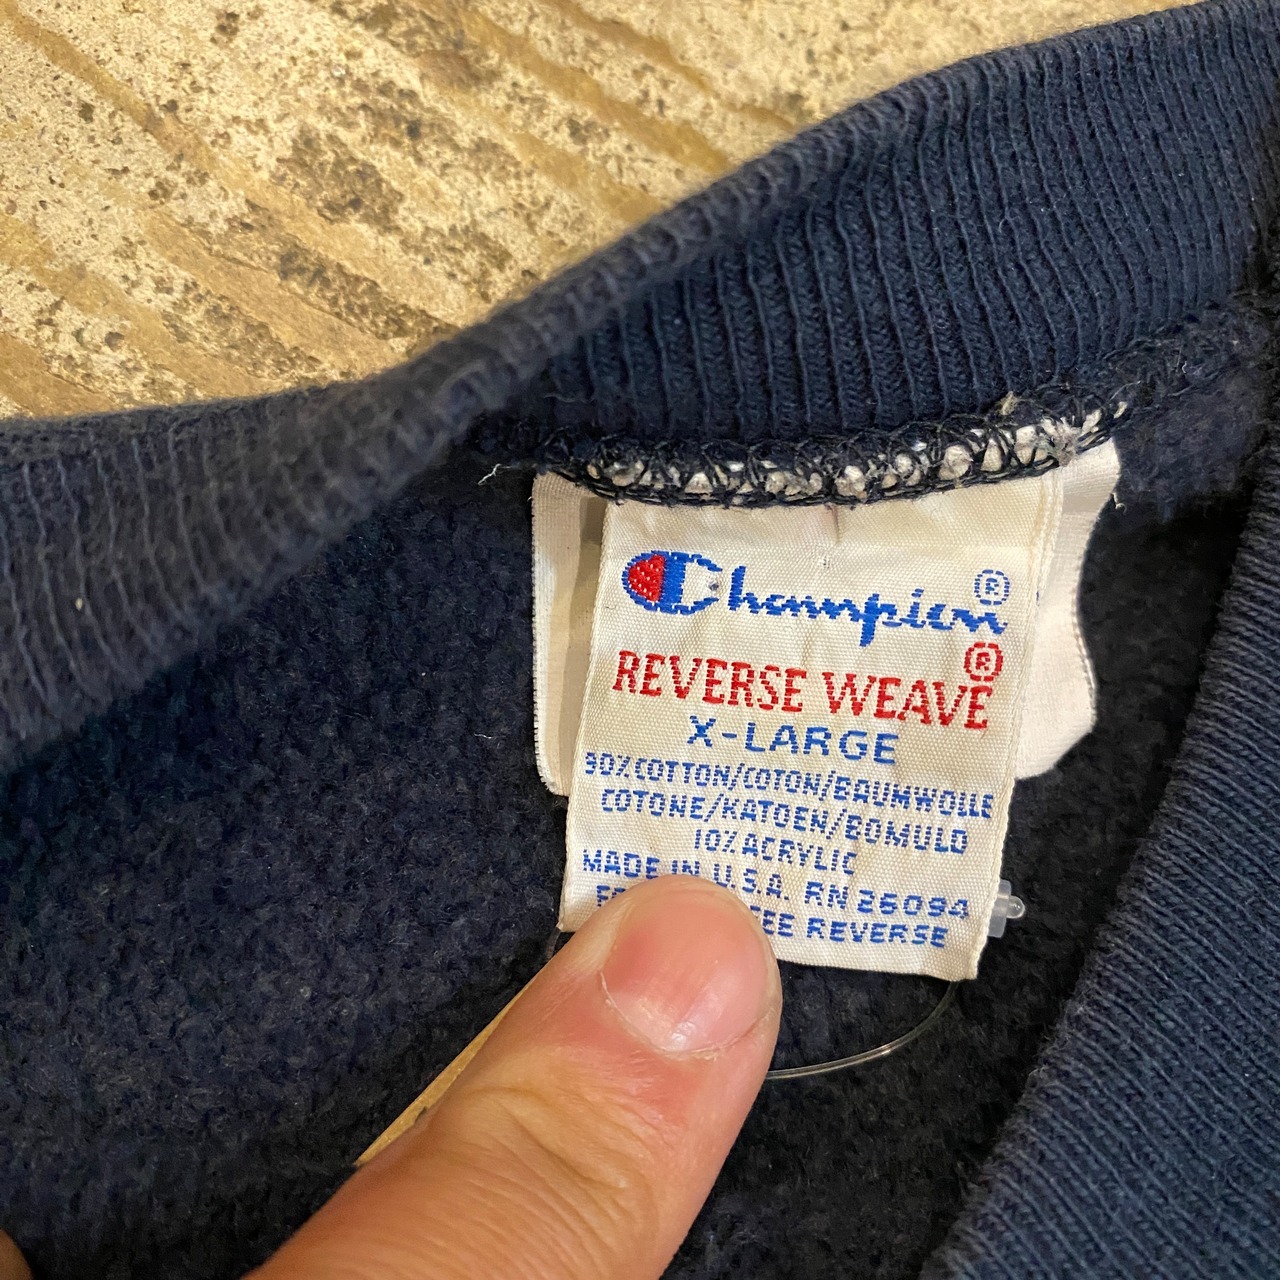 Champion®
REVERSE WEAVE®
X-LARGE
90% COTTON/COTON/BAUMWOLLE
COTONE/KATOEN/BOMULD
10% ACRYLIC
MADE IN U.S.A. RN 26094
REVERSE